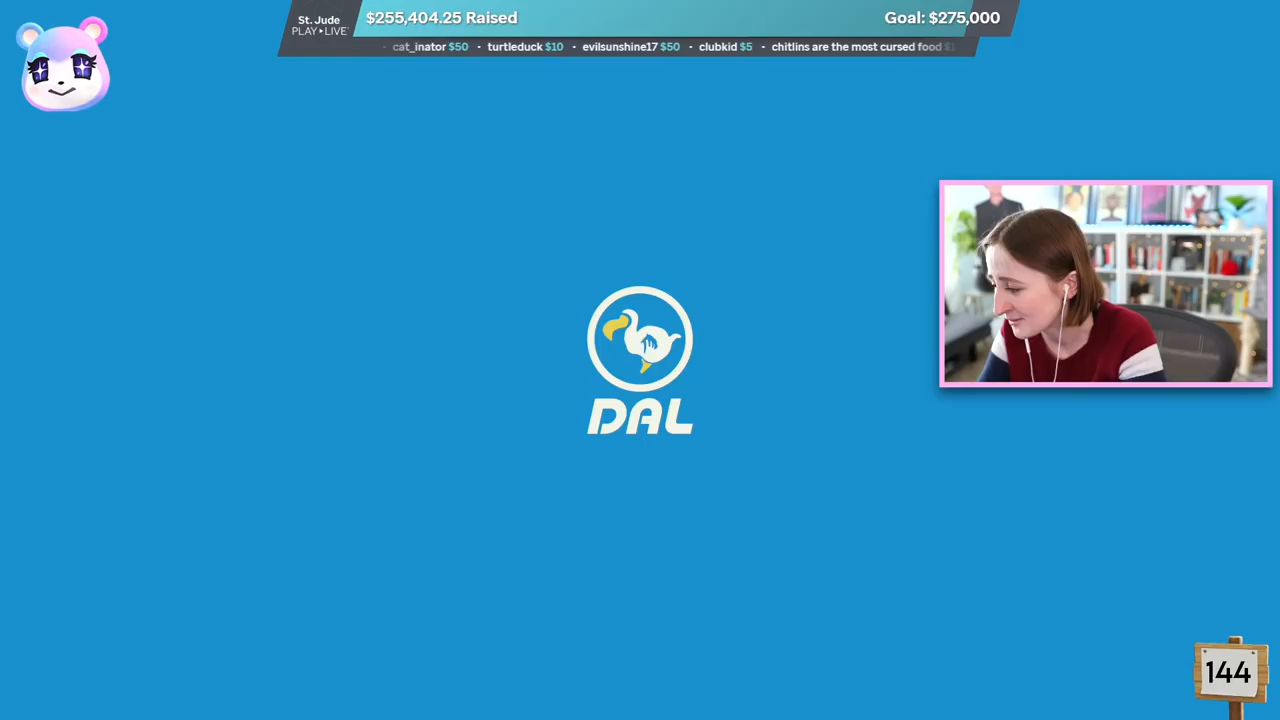 St. Jude
PLAY LIVE
$255,404.25 Raised
Goal: $275,000
cat_inator $50 - turtleduck $10 - evilsunshine17 $50 - clubkid $5 - chitlins are the most cursed food
DAL
144